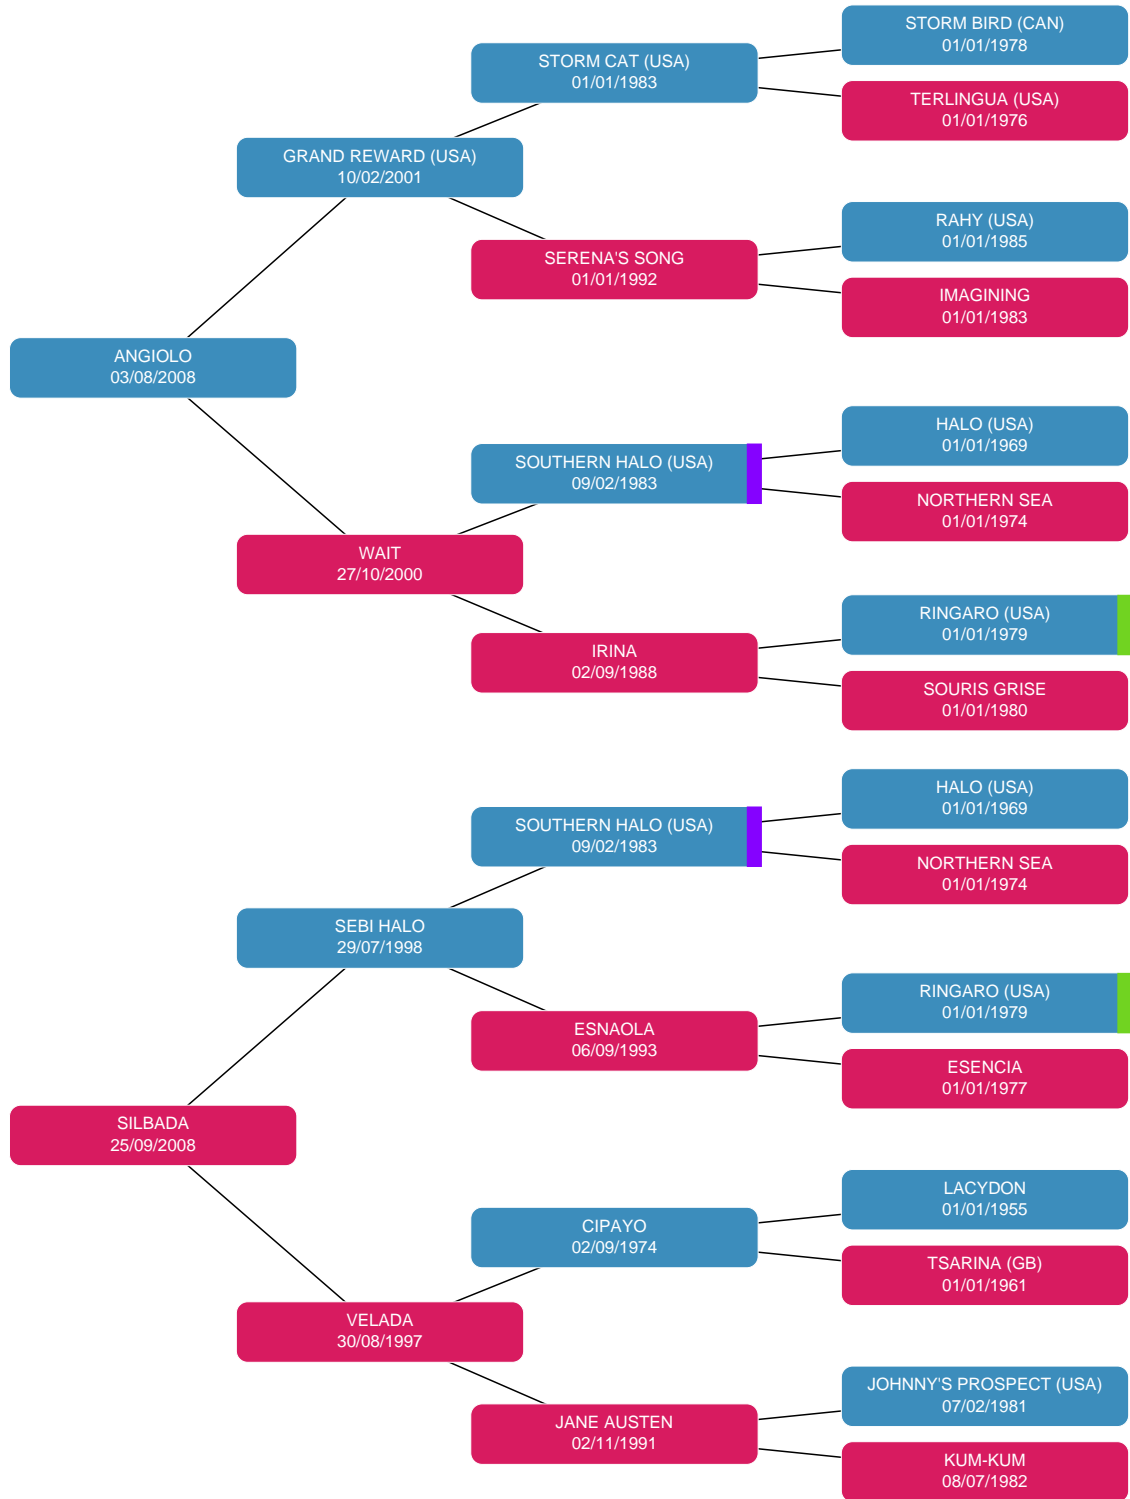 STORM BIRD (CAN)
01/01/1978
STORM CAT (USA)
01/01/1983
TERLINGUA (USA)
01/01/1976
GRAND REWARD (USA)
10/02/2001
RAHY (USA)
01/01/1985
SERENA'S SONG
01/01/1992
IMAGINING
01/01/1983
ANGIOLO
03/08/2008
HALO (USA)
01/01/1969
SOUTHERN HALO (USA)
09/02/1983
NORTHERN SEA
01/01/1974
WAIT
27/10/2000
RINGARO (USA)
01/01/1979
IRINA
02/09/1988
SOURIS GRISE
01/01/1980
HALO (USA)
01/01/1969
SOUTHERN HALO (USA)
09/02/1983
NORTHERN SEA
01/01/1974
SEBI HALO
29/07/1998
RINGARO (USA)
01/01/1979
ESNAOLA
06/09/1993
ESENCIA
01/01/1977
SILBADA
25/09/2008
LACYDON
01/01/1955
CIPAYO
02/09/1974
TSARINA (GB)
01/01/1961
VELADA
30/08/1997
JOHNNY'S PROSPECT (USA)
07/02/1981
JANE AUSTEN
02/11/1991
KUM-KUM
08/07/1982